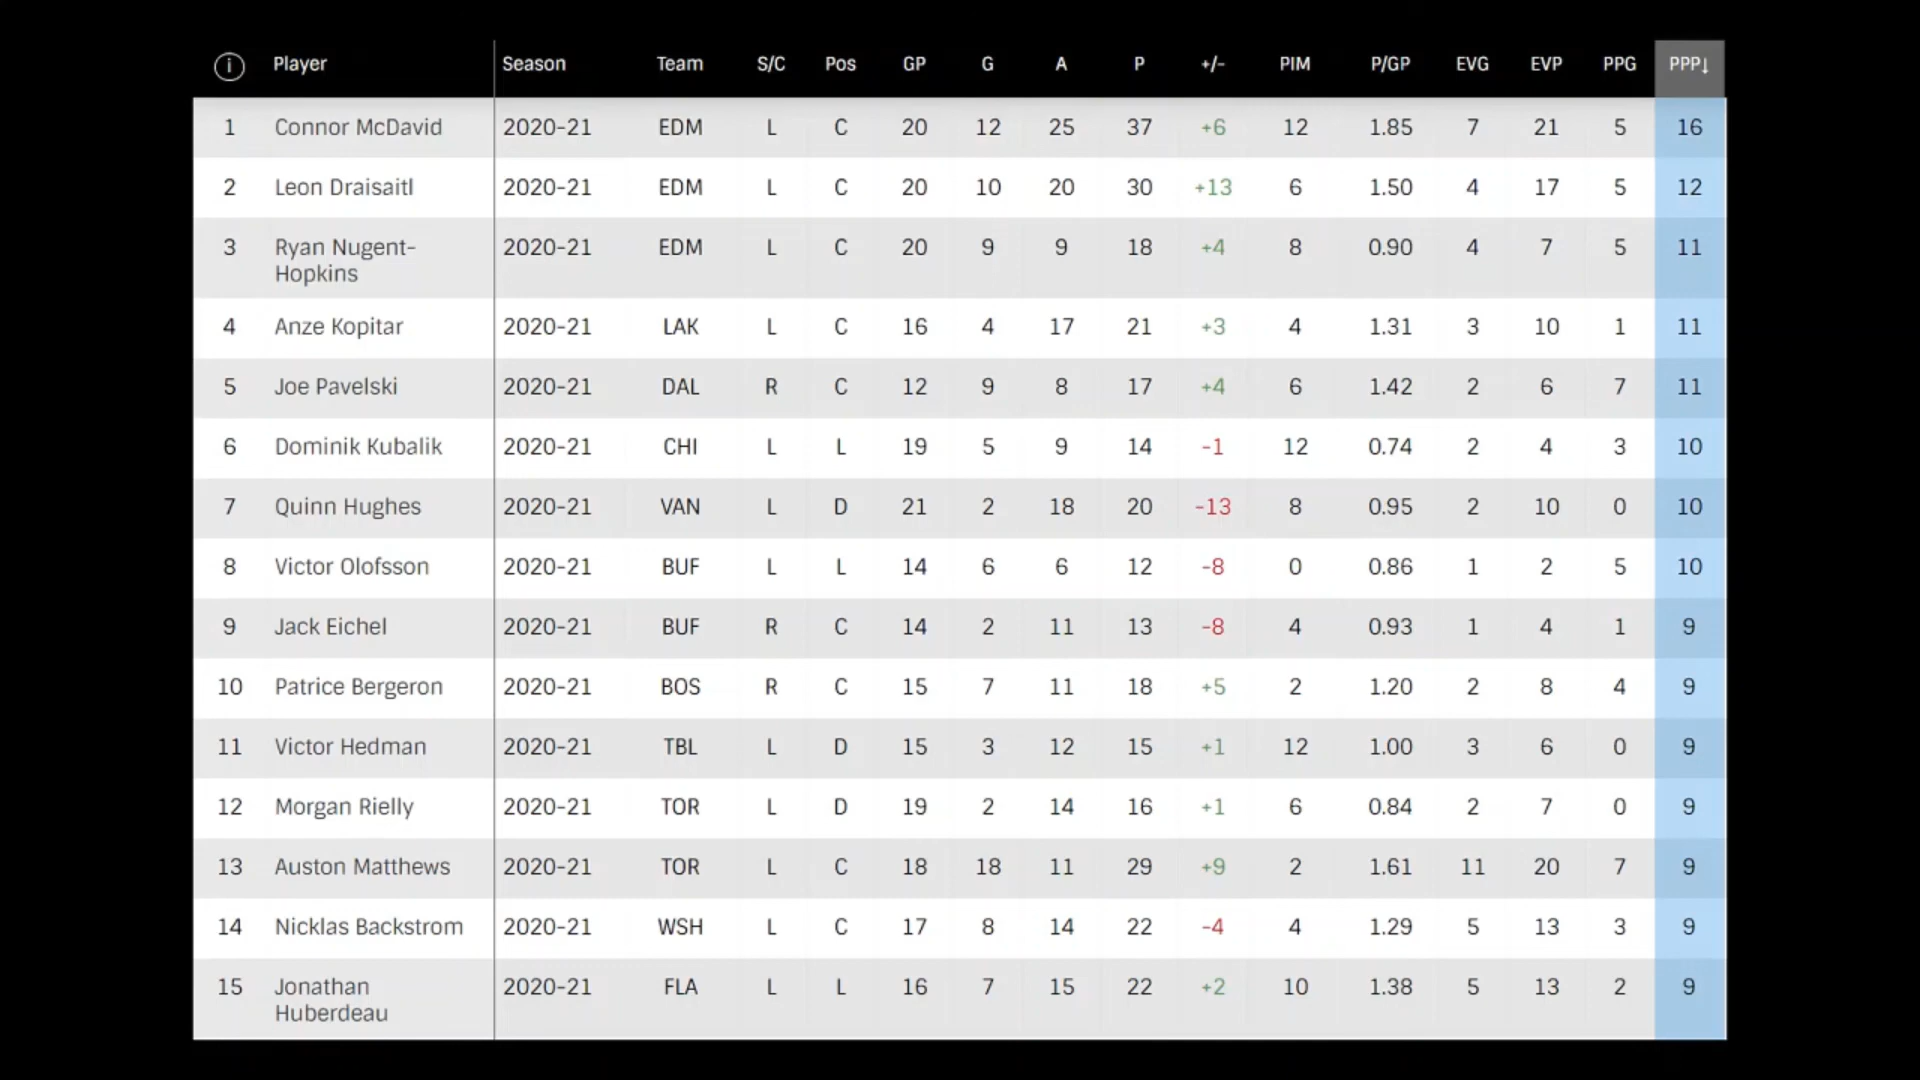 i Player Season Team S/C Pos GP G A P +/- PIM P/GP EVG EVP PPG PPP↓
1 Connor McDavid 2020-21 EDM L C 20 12 25 37 +6 12 1.85 7 21 5 16
2 Leon Draisaitl 2020-21 EDM L C 20 10 20 30 +13 6 1.50 4 17 5 12
3 Ryan Nugent- 2020-21 EDM L C 20 9 9 18 +4 8 0.90 4 7 5 11
Hopkins
4 Anze Kopitar 2020-21 LAK L C 16 4 17 21 +3 4 1.31 3 10 1 11
5 Joe Pavelski 2020-21 DAL R C 12 9 8 17 +4 6 1.42 2 6 7 11
6 Dominik Kubalik 2020-21 CHI L L 19 5 9 14 -1 12 0.74 2 4 3 10
7 Quinn Hughes 2020-21 VAN L D 21 2 18 20 -13 8 0.95 2 10 0 10
8 Victor Olofsson 2020-21 BUF L L 14 6 6 12 -8 0 0.86 1 2 5 10
9 Jack Eichel 2020-21 BUF R C 14 2 11 13 -8 4 0.93 1 4 1 9
10 Patrice Bergeron 2020-21 BOS R C 15 7 11 18 +5 2 1.20 2 8 4 9
11 Victor Hedman 2020-21 TBL L D 15 3 12 15 +1 12 1.00 3 6 0 9
12 Morgan Rielly 2020-21 TOR L D 19 2 14 16 +1 6 0.84 2 7 0 9
13 Auston Matthews 2020-21 TOR L C 18 18 11 29 +9 2 1.61 11 20 7 9
14 Nicklas Backstrom 2020-21 WSH L C 17 8 14 22 -4 4 1.29 5 13 3 9
15 Jonathan 2020-21 FLA L L 16 7 15 22 +2 10 1.38 5 13 2 9
Huberdeau